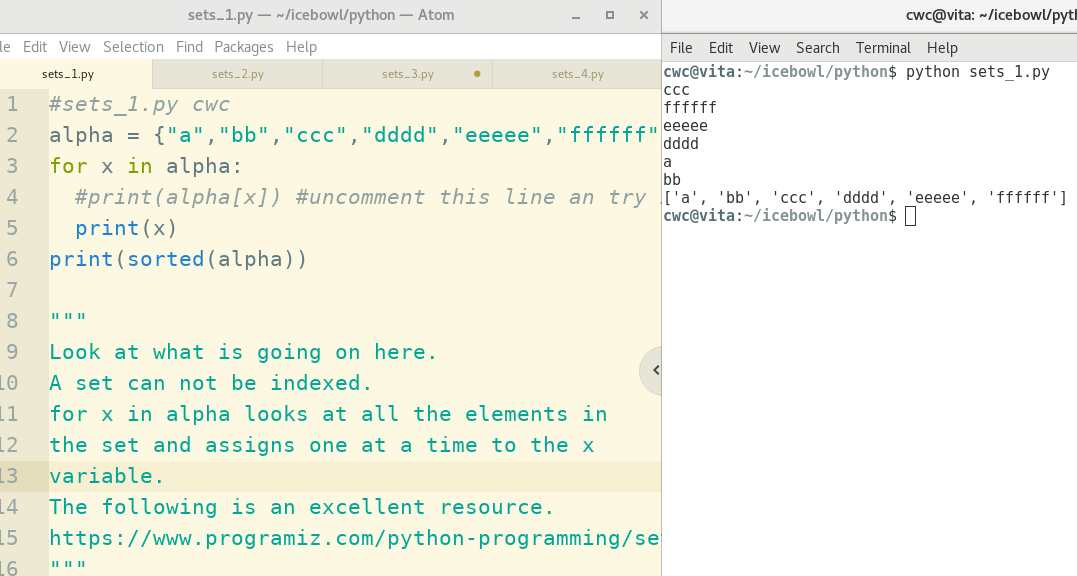 sets_1.py — ~/icebowl/python — Atom
Edit View Selection Find Packages Help
sets_1.py sets_2.py sets_3.py sets_4.py
1 #sets_1.py cwc
2 alpha = {"a","bb","ccc","dddd","eeeee","ffffff"
3 for x in alpha:
4 #print(alpha[x]) #uncomment this line an try
5 print(x)
6 print(sorted(alpha))
7
8 """
9 Look at what is going on here.
10 A set can not be indexed.
11 for x in alpha looks at all the elements in
12 the set and assigns one at a time to the x
13 variable.
14 The following is an excellent resource.
15 https://www.programiz.com/python-programming/se
16 """
cwc@vita: ~/icebowl/pyth
File Edit View Search Terminal Help
cwc@vita:~/icebowl/python$ python sets_1.py
ccc
ffffff
eeeee
dddd
a
bb
['a', 'bb', 'ccc', 'dddd', 'eeeee', 'ffffff']
cwc@vita:~/icebowl/python$